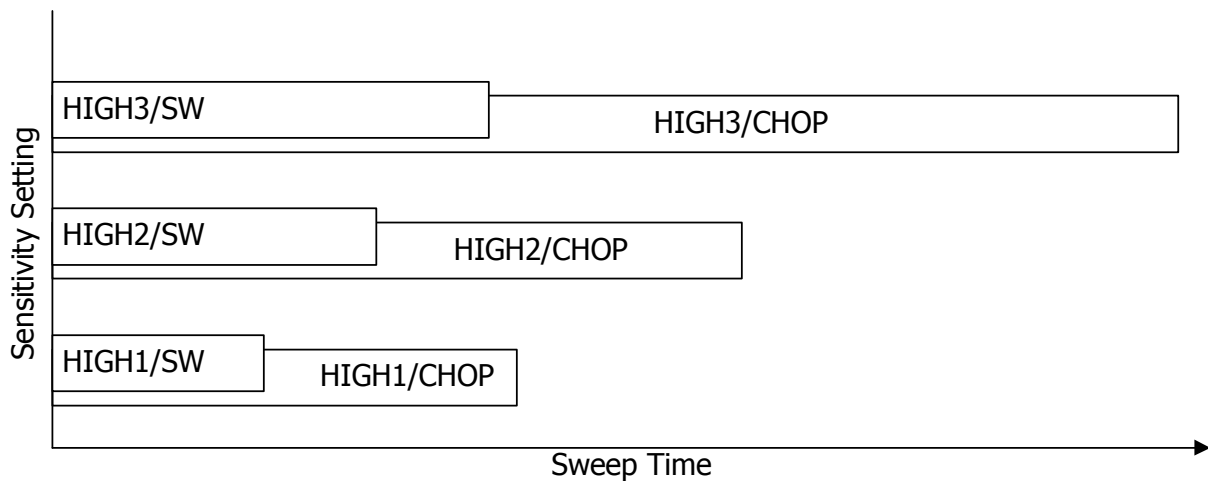 Sensitivity Setting
HIGH3/SW
HIGH3/CHOP
HIGH2/SW
HIGH2/CHOP
HIGH1/SW
HIGH1/CHOP
Sweep Time